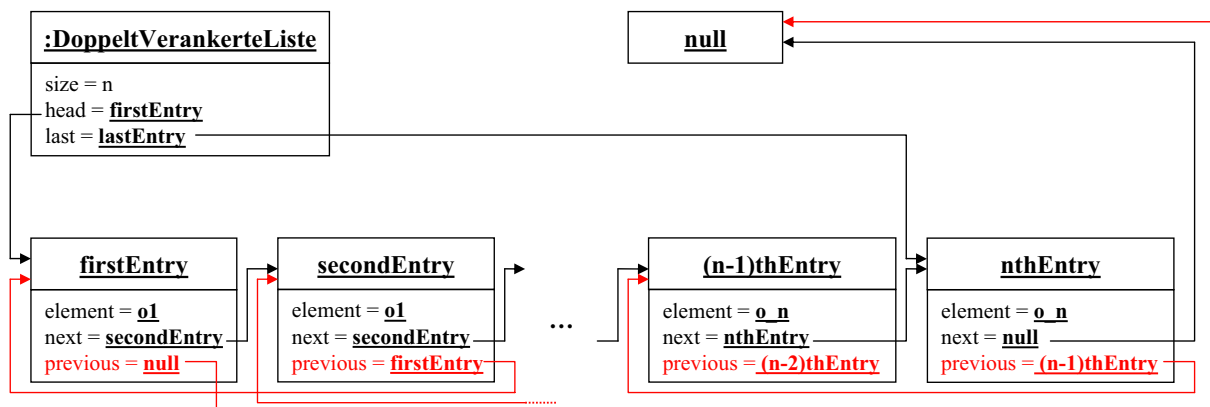 :DoppeltVerankerteListe
size = n
head = firstEntry
last = lastEntry
null
firstEntry
element = o1
next = secondEntry
previous = null
secondEntry
element = o1
next = secondEntry
previous = firstEntry
...
(n-1)thEntry
element = o_n
next = nthEntry
previous = (n-2)thEntry
nthEntry
element = o_n
next = null
previous = (n-1)thEntry